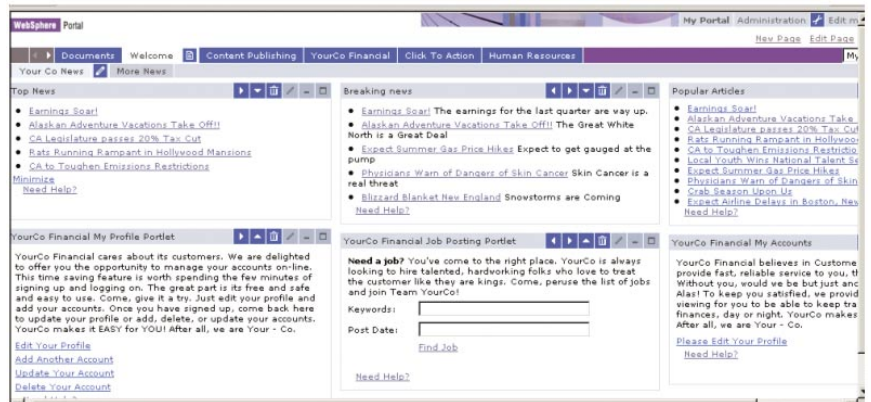 WebSphere Portal
My Portal Administration Edit m
New Page Edit Page
Documents Welcome Content Publishing YourCo Financial Click To Action Human Resources
My
Your Co News More News
Top News
Earnings Soar!
Alaskan Adventure Vacations Take Off!!
CA Legislature passes 20% Tax Cut
Rats Running Rampant in Hollywood Mansions
CA to Toughen Emissions Restrictions
Minimize
Need Help?
Breaking news
Earnings Soar! The earnings for the last quarter are way up.
Alaskan Adventure Vacations Take Off!! The Great White
North is a Great Deal
Expect Summer Gas Price Hikes Expect to get gauged at the
pump
Physicians Warn of Dangers of Skin Cancer Skin Cancer is a
real threat
Blizzard Blanket New England Snowstorms are Coming
Need Help?
Popular Articles
Earnings Soar!
Alaskan Adventure Vacations Take
CA Legislature passes 20% Tax Cut
Rats Running Rampant in Hollywoo
CA to Toughen Emissions Restrictio
Local Youth Wins National Talent Se
Expect Summer Gas Price Hikes
Physicians Warn of Dangers of Skin
Crab Season Upon Us
Expect Airline Delays in Boston, New
Need Help?
YourCo Financial My Profile Portlet
YourCo Financial cares about its customers. We are delighted
to offer you the opportunity to manage your accounts on-line.
This time saving feature is worth spending the few minutes of
signing up and logging on. The great part is its free and safe
and easy to use. Come, give it a try. Just edit your profile and
add your accounts. Once you have signed up, come back here
to update your profile or add, delete, or update your accounts.
YourCo makes it EASY for YOU! After all, we are Your - Co.
Edit Your Profile
Add Another Account
Update Your Account
Delete Your Account
YourCo Financial Job Posting Portlet
Need a job? You've come to the right place. YourCo is always
looking to hire talented, hardworking folks who love to treat
the customer like they are kings. Come, peruse the list of jobs
and join Team YourCo!
Keywords:
Post Date:
Find Job
Need Help?
YourCo Financial My Accounts
YourCo Financial believes in Custome
provide fast, reliable service to you, th
Without you, would we be but just ano
Alas! To keep you satisfied, we provid
viewing for you to be able to keep tra
finances, day or night. YourCo makes
After all, we are Your - Co.
Please Edit Your Profile
Need Help?